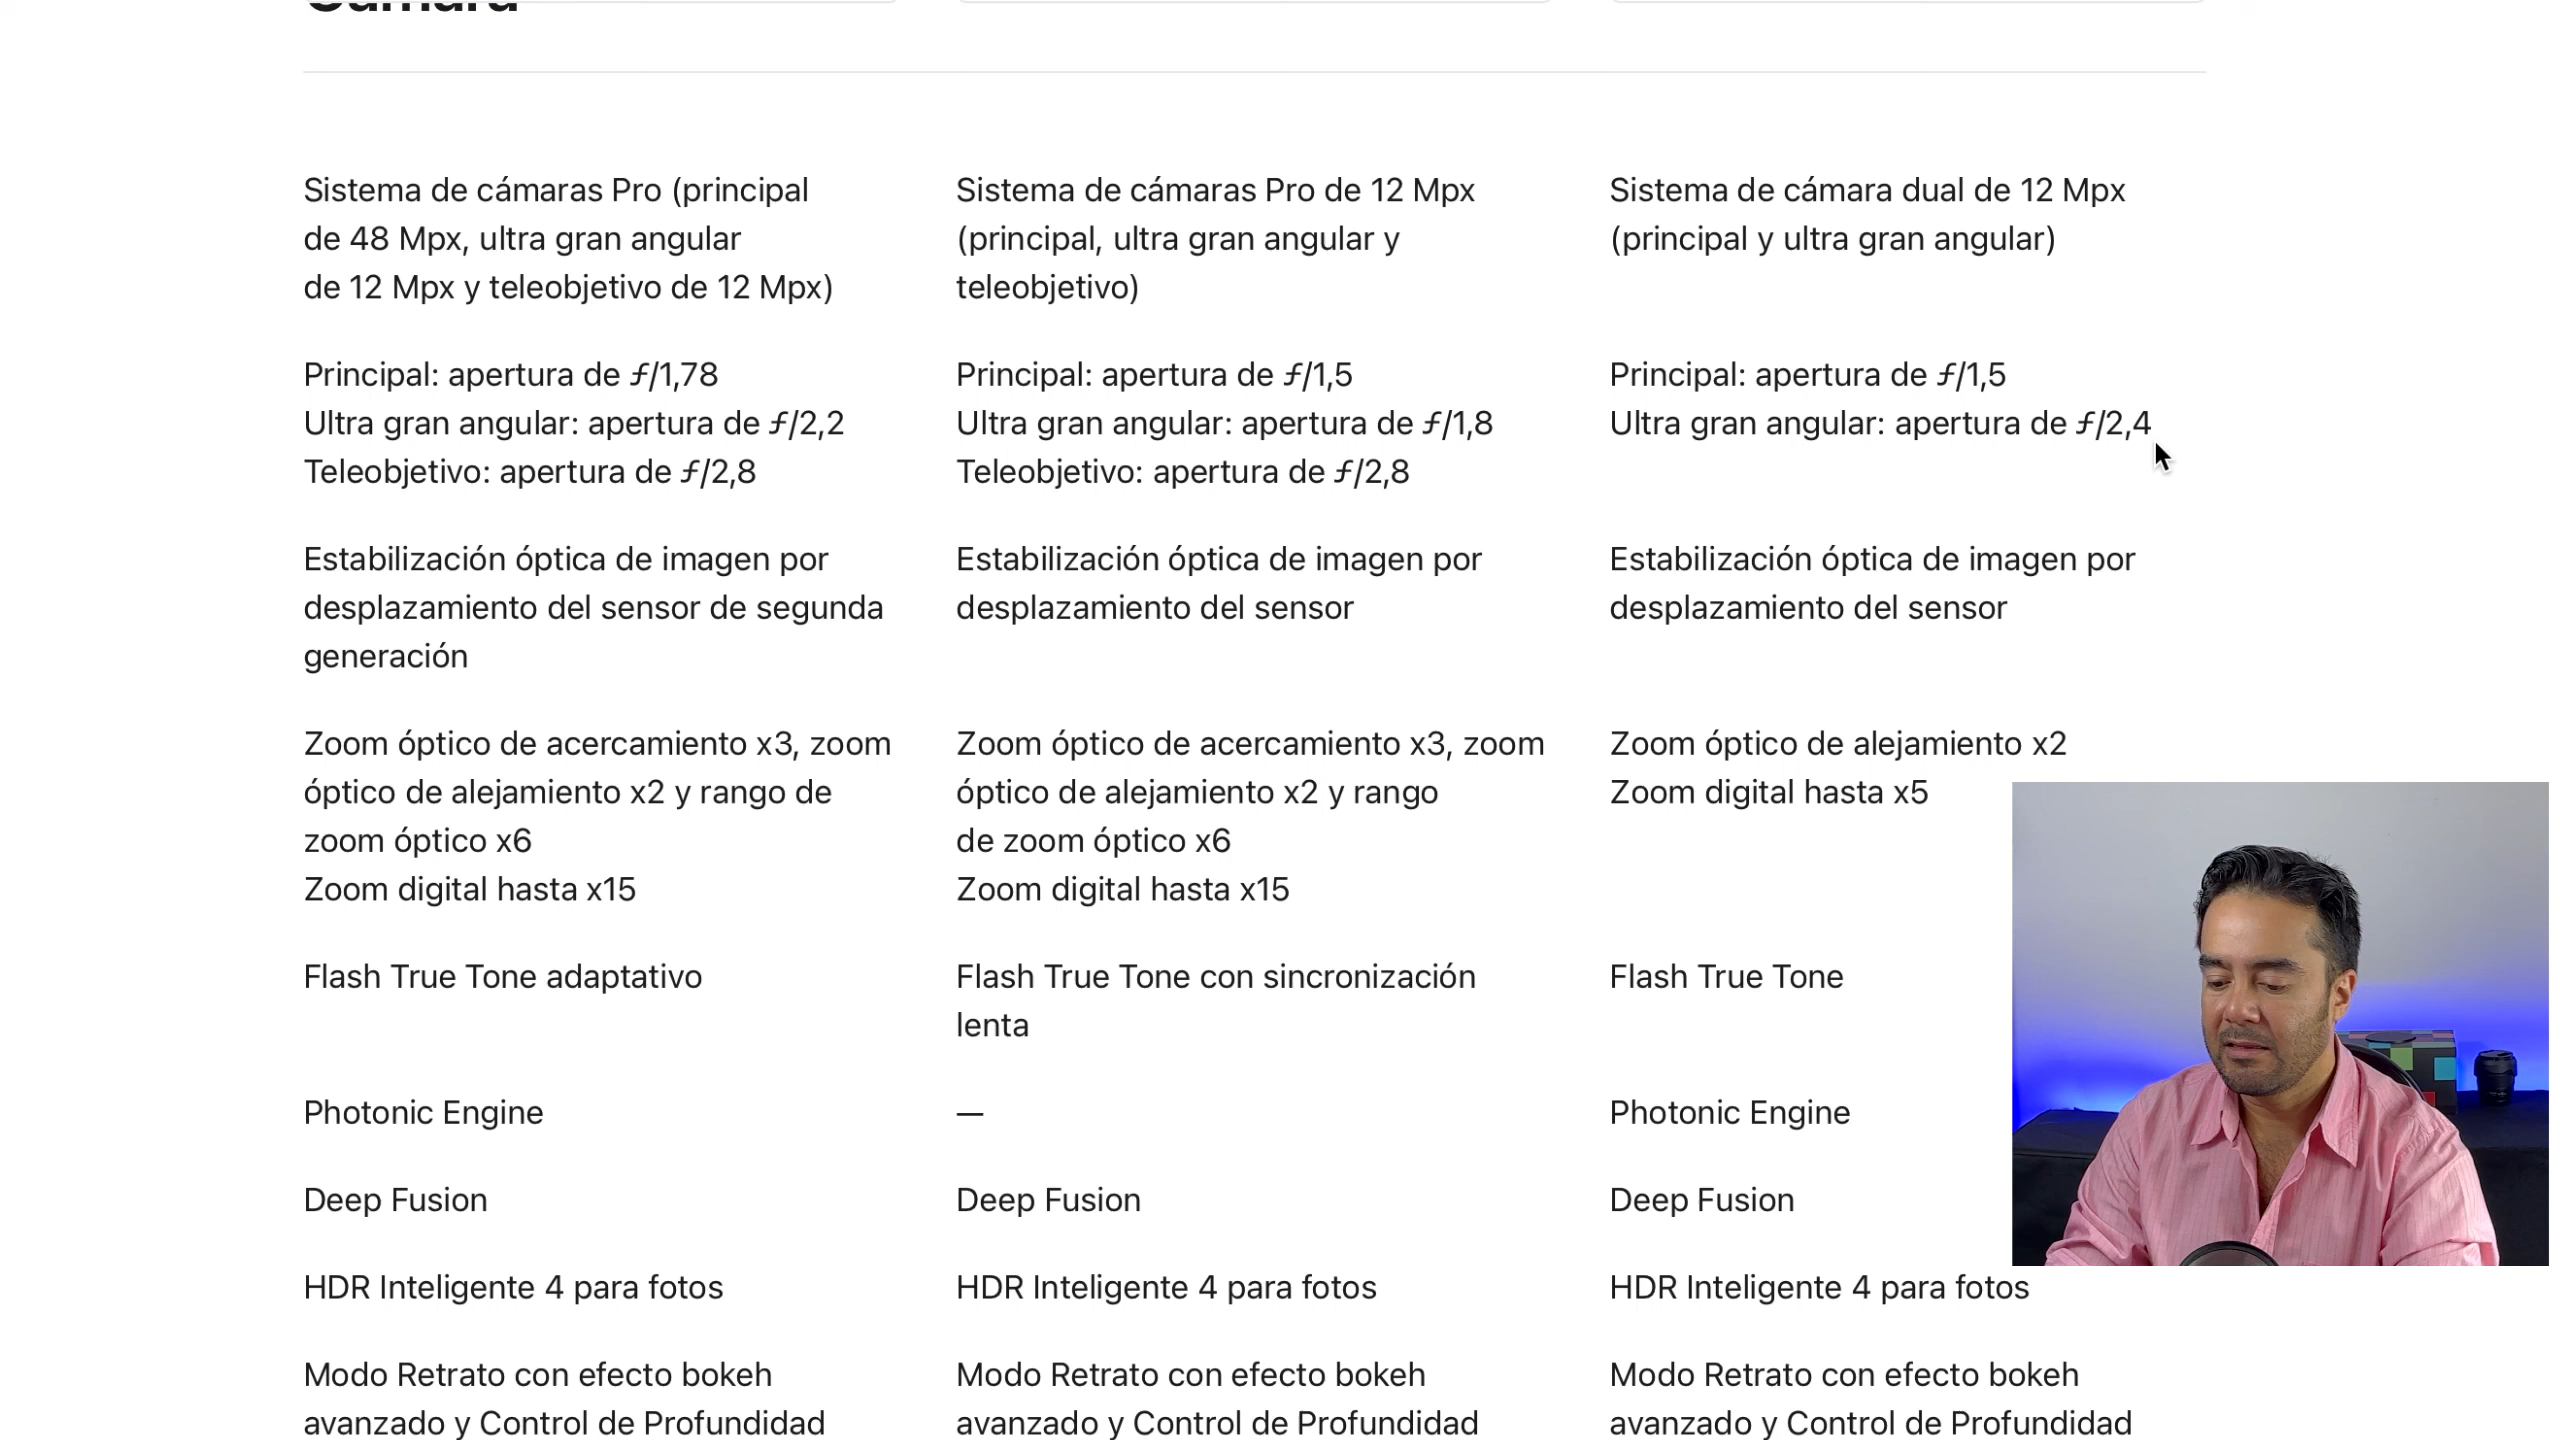 Cámara
Sistema de cámaras Pro (principal
de 48 Mpx, ultra gran angular
de 12 Mpx y teleobjetivo de 12 Mpx)
Principal: apertura de ƒ/1,78
Ultra gran angular: apertura de ƒ/2,2
Teleobjetivo: apertura de ƒ/2,8
Estabilización óptica de imagen por
desplazamiento del sensor de segunda
generación
Zoom óptico de acercamiento x3, zoom
óptico de alejamiento x2 y rango de
zoom óptico x6
Zoom digital hasta x15
Flash True Tone adaptativo
Photonic Engine
Deep Fusion
HDR Inteligente 4 para fotos
Modo Retrato con efecto bokeh
avanzado y Control de Profundidad
Sistema de cámaras Pro de 12 Mpx
(principal, ultra gran angular y
teleobjetivo)
Principal: apertura de ƒ/1,5
Ultra gran angular: apertura de ƒ/1,8
Teleobjetivo: apertura de ƒ/2,8
Estabilización óptica de imagen por
desplazamiento del sensor
Zoom óptico de acercamiento x3, zoom
óptico de alejamiento x2 y rango
de zoom óptico x6
Zoom digital hasta x15
Flash True Tone con sincronización
lenta
—
Deep Fusion
HDR Inteligente 4 para fotos
Modo Retrato con efecto bokeh
avanzado y Control de Profundidad
Sistema de cámara dual de 12 Mpx
(principal y ultra gran angular)
Principal: apertura de ƒ/1,5
Ultra gran angular: apertura de ƒ/2,4
Estabilización óptica de imagen por
desplazamiento del sensor
Zoom óptico de alejamiento x2
Zoom digital hasta x5
Flash True Tone
Photonic Engine
Deep Fusion
HDR Inteligente 4 para fotos
Modo Retrato con efecto bokeh
avanzado y Control de Profundidad